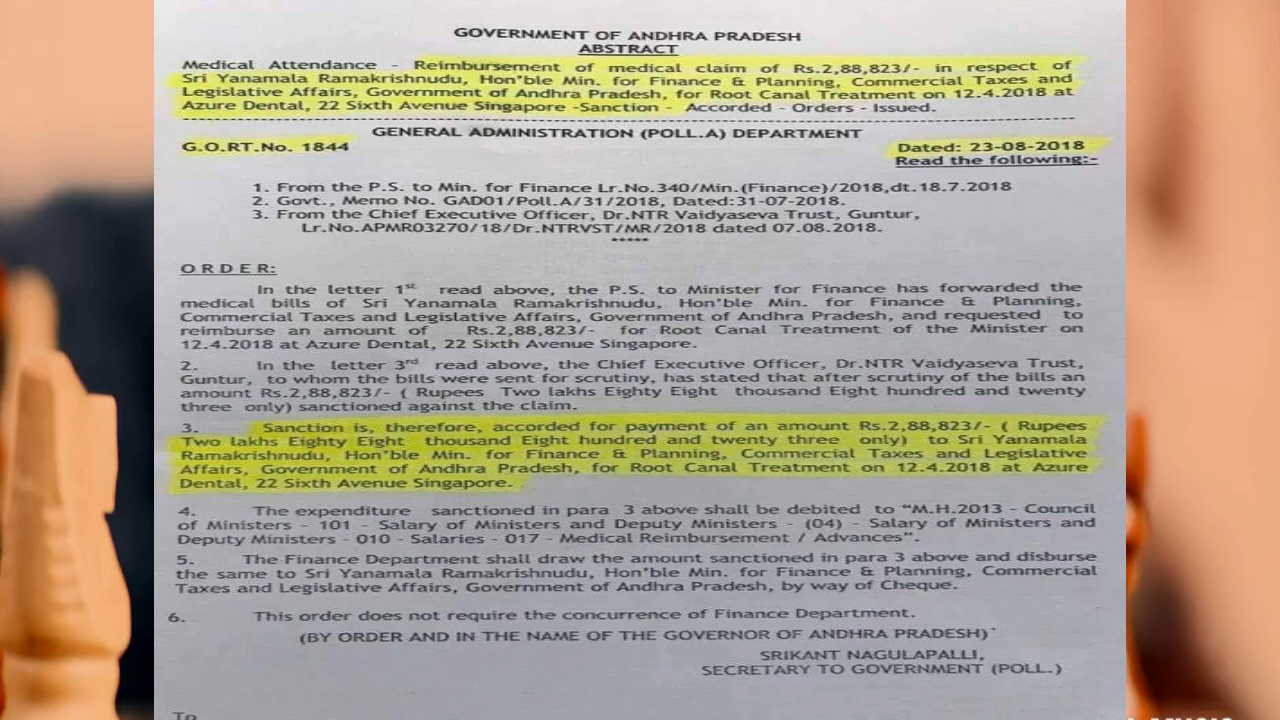 GOVERNMENT OF ANDHRA PRADESH
ABSTRACT
Medical Attendance - Reimbursement of medical claim of Rs.2,88,823/- in respect of
Sri Yanamala Ramakrishnudu, Hon'ble Min. for Finance & Planning, Commercial Taxes and
Legislative Affairs, Government of Andhra Pradesh, for Root Canal Treatment on 12.4.2018 at
Azure Dental, 22 Sixth Avenue Singapore -Sanction - Accorded - Orders - Issued.
GENERAL ADMINISTRATION (POLL.A) DEPARTMENT
G.O.RT.No. 1844
Dated: 23-08-2018
Read the following:-
1. From the P.S. to Min. for Finance Lr.No.340/Min.(Finance)/2018,dt.18.7.2018
2. Govt., Memo No. GAD01/Poll.A/31/2018, Dated:31-07-2018.
3. From the Chief Executive Officer, Dr.NTR Vaidyaseva Trust, Guntur,
Lr.No.APMR03270/18/Dr.NTRVST/MR/2018 dated 07.08.2018.
*****
O R D E R:
In the letter 1st read above, the P.S. to Minister for Finance has forwarded the
medical bills of Sri Yanamala Ramakrishnudu, Hon'ble Min. for Finance & Planning,
Commercial Taxes and Legislative Affairs, Government of Andhra Pradesh, and requested to
reimburse an amount of Rs.2,88,823/- for Root Canal Treatment of the Minister on
12.4.2018 at Azure Dental, 22 Sixth Avenue Singapore.
2. In the letter 3rd read above, the Chief Executive Officer, Dr.NTR Vaidyaseva Trust,
Guntur, to whom the bills were sent for scrutiny, has stated that after scrutiny of the bills an
amount Rs.2,88,823/- ( Rupees Two lakhs Eighty Eight thousand Eight hundred and twenty
three only) sanctioned against the claim.
3. Sanction is, therefore, accorded for payment of an amount Rs.2,88,823/- ( Rupees
Two lakhs Eighty Eight thousand Eight hundred and twenty three only) to Sri Yanamala
Ramakrishnudu, Hon'ble Min. for Finance & Planning, Commercial Taxes and Legislative
Affairs, Government of Andhra Pradesh, for Root Canal Treatment on 12.4.2018 at Azure
Dental, 22 Sixth Avenue Singapore.
4. The expenditure sanctioned in para 3 above shall be debited to "M.H.2013 - Council
of Ministers - 101 - Salary of Ministers and Deputy Ministers - (04) - Salary of Ministers and
Deputy Ministers - 010 - Salaries - 017 - Medical Reimbursement / Advances".
5. The Finance Department shall draw the amount sanctioned in para 3 above and disburse
the same to Sri Yanamala Ramakrishnudu, Hon'ble Min. for Finance & Planning, Commercial
Taxes and Legislative Affairs, Government of Andhra Pradesh, by way of Cheque.
6. This order does not require the concurrence of Finance Department.
(BY ORDER AND IN THE NAME OF THE GOVERNOR OF ANDHRA PRADESH)
SRIKANT NAGULAPALLI,
SECRETARY TO GOVERNMENT (POLL.)
To